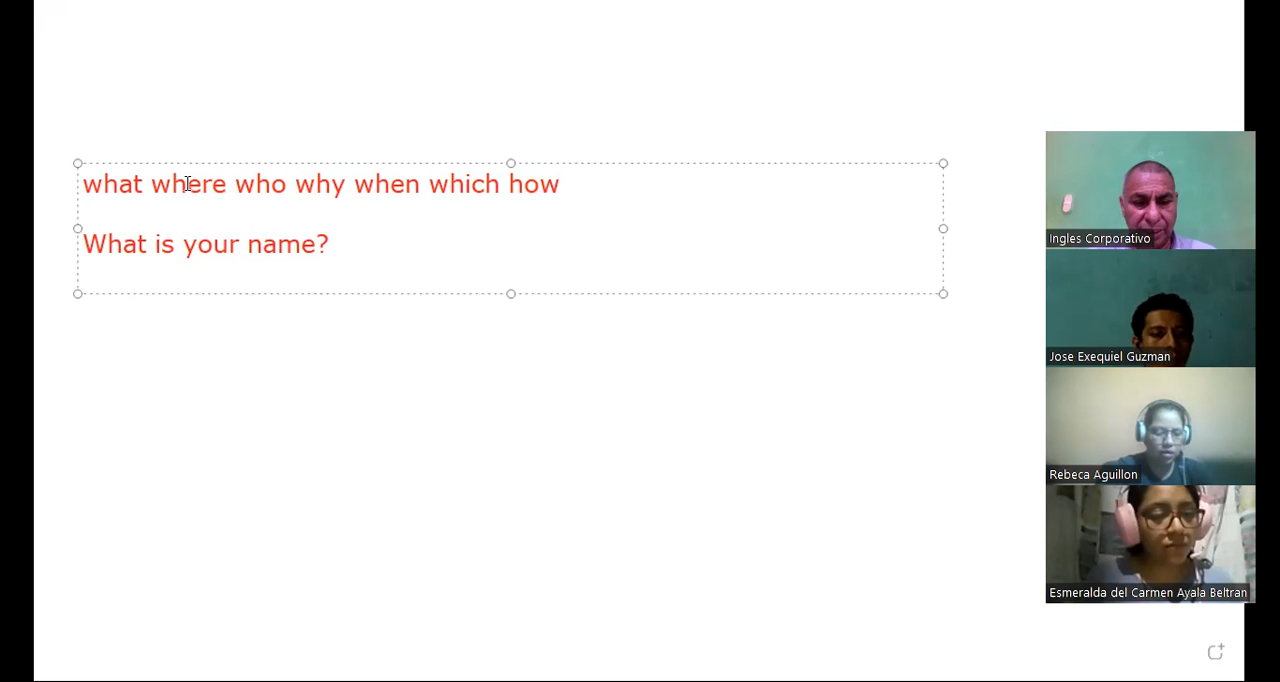 what where who why when which how
What is your name?
Ingles Corporativo
Jose Exequiel Guzman
Rebeca Aguillon
Esmeralda del Carmen Ayala Beltran